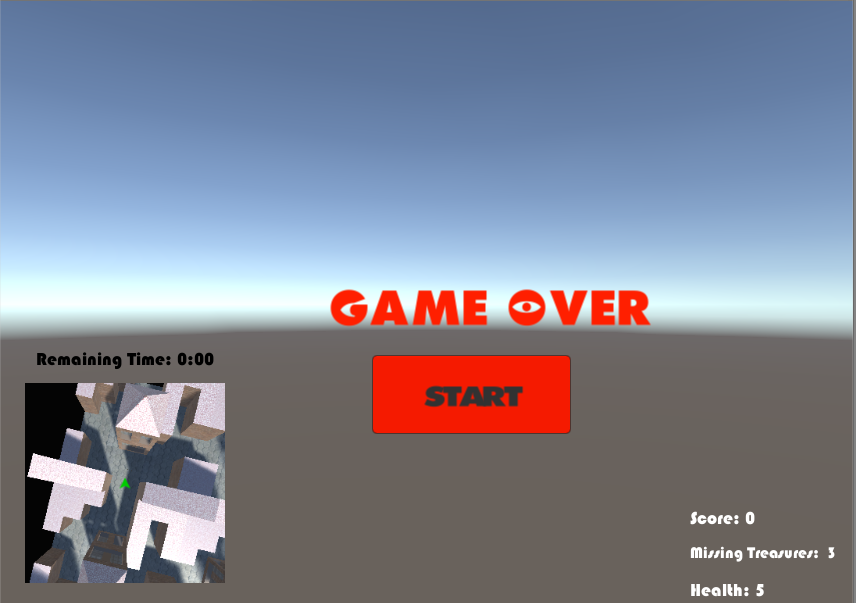 GAME OVER
Remaining Time: 0:00
START
Score: 0
Missing Treasures: 3
Health: 5